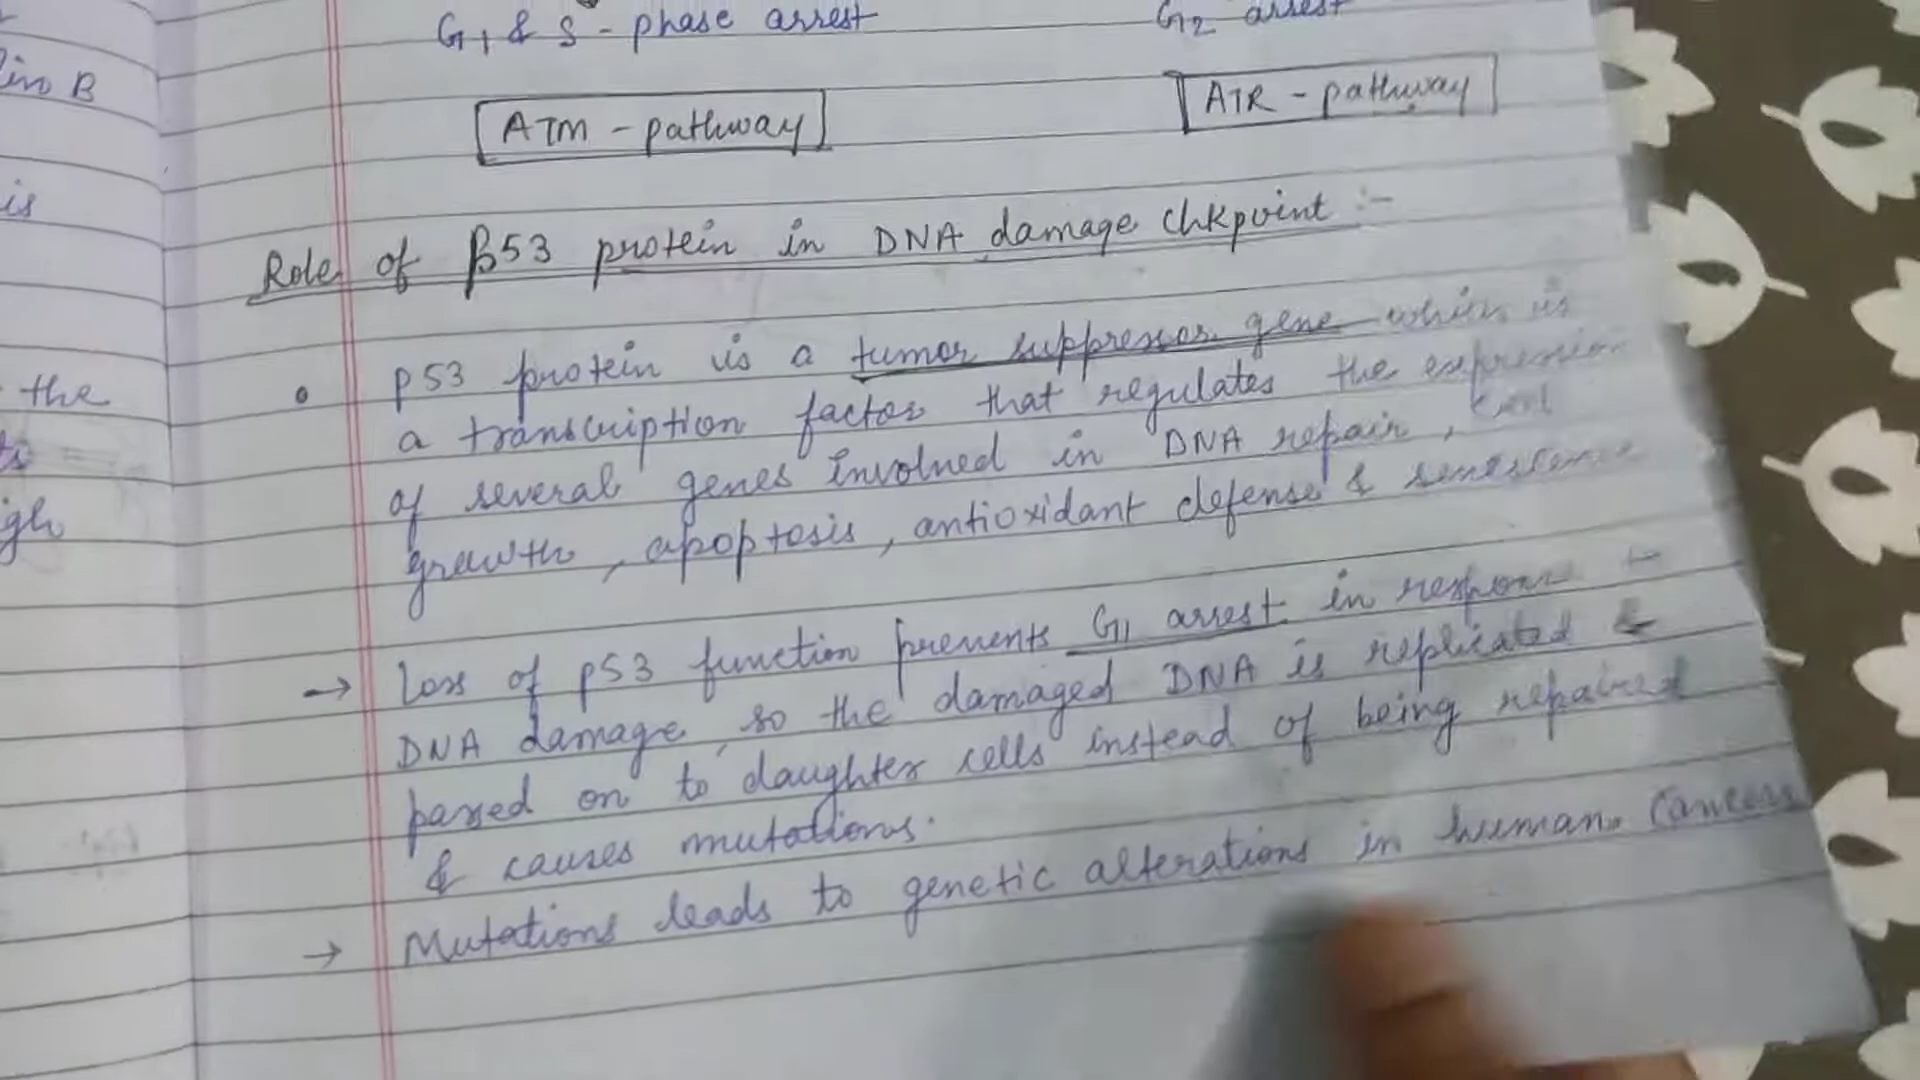 G1 & S - phase arrest
G2 arrest
ATM - pathway
ATR - pathway
in B
is
the
Role of p53 protein in DNA damage chkpoint :-
p53 protein is a tumor suppressor gene which is
a transcription factor that regulates the expression
of several genes involved in DNA repair, cell
growth, apoptosis, antioxidant defense & senescence
→ Loss of p53 function prevents G1 arrest in response to
DNA damage, so the damaged DNA is replicated &
passed on to daughter cells instead of being repaired
& causes mutations.
→ Mutations leads to genetic alterations in human cancers